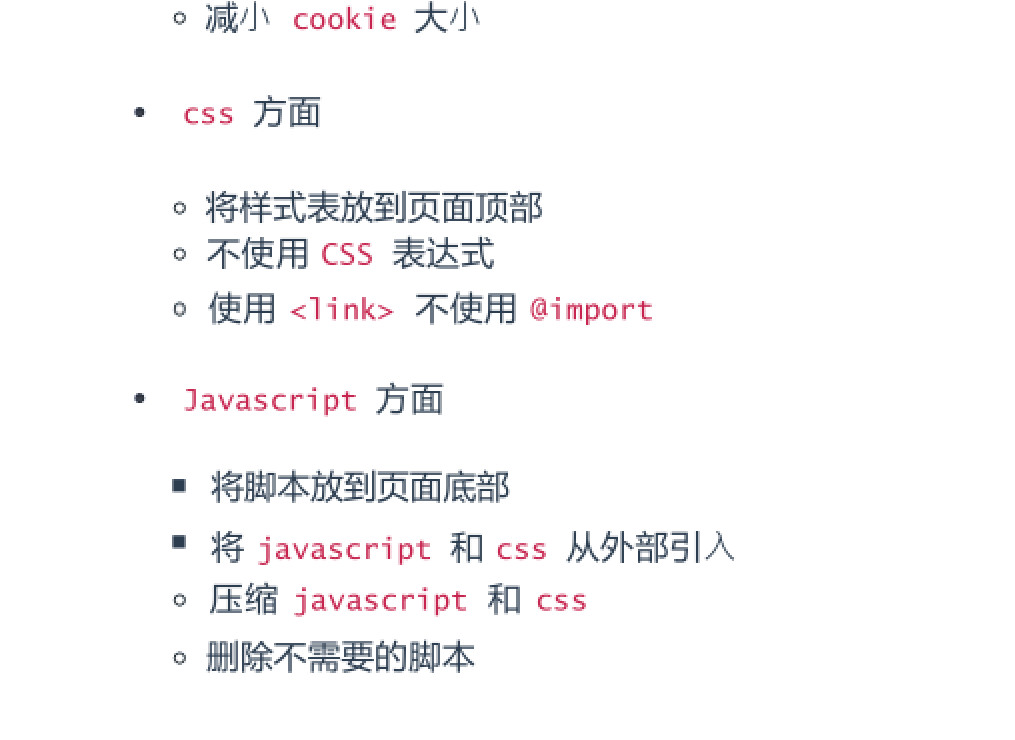 减小 cookie 大小
css 方面
将样式表放到页面顶部
不使用 CSS 表达式
使用 <link> 不使用 @import
Javascript 方面
将脚本放到页面底部
将 javascript 和 css 从外部引入
压缩 javascript 和 css
删除不需要的脚本